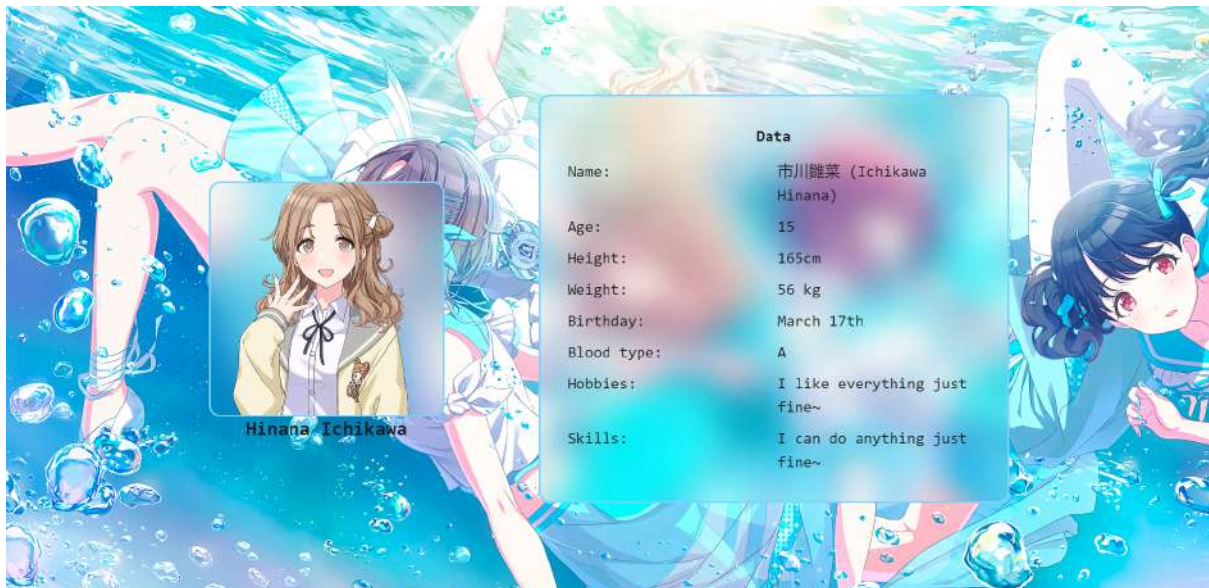 Data
Name: 市川雛菜 (Ichikawa
Hinana)
Age: 15
Height: 165cm
Weight: 56 kg
Birthday: March 17th
Blood type: A
Hobbies: I like everything just
fine~
Skills: I can do anything just
fine~
Hinana Ichikawa